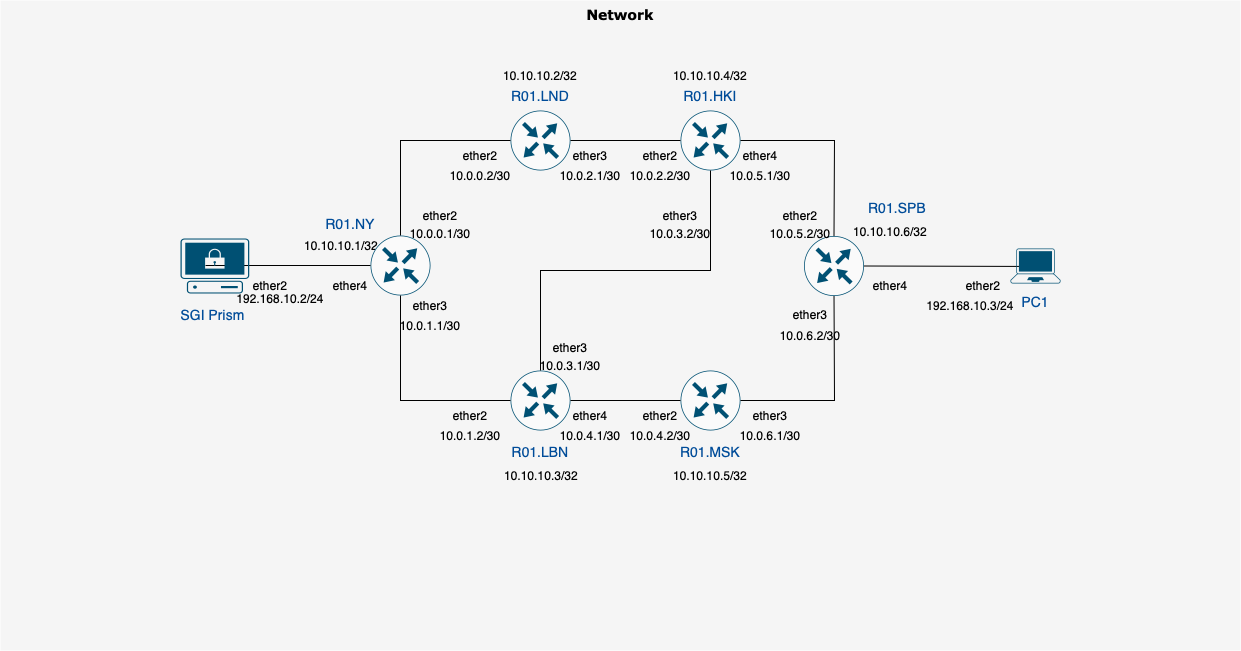 Network
10.10.10.2/32
10.10.10.4/32
R01.LND
R01.HKI
ether2
ether3
ether2
ether4
10.0.0.2/30
10.0.2.1/30
10.0.2.2/30
10.0.5.1/30
R01.NY
10.10.10.1/32
ether2
10.0.0.1/30
ether3
10.0.3.2/30
ether2
10.0.5.2/30
R01.SPB
10.10.10.6/32
ether2
192.168.10.2/24
ether4
SGI Prism
ether3
10.0.1.1/30
ether4
ether2
192.168.10.3/24
PC1
ether3
10.0.6.2/30
ether3
10.0.3.1/30
ether2
10.0.1.2/30
ether4
10.0.4.1/30
ether2
10.0.4.2/30
ether3
10.0.6.1/30
R01.LBN
R01.MSK
10.10.10.3/32
10.10.10.5/32